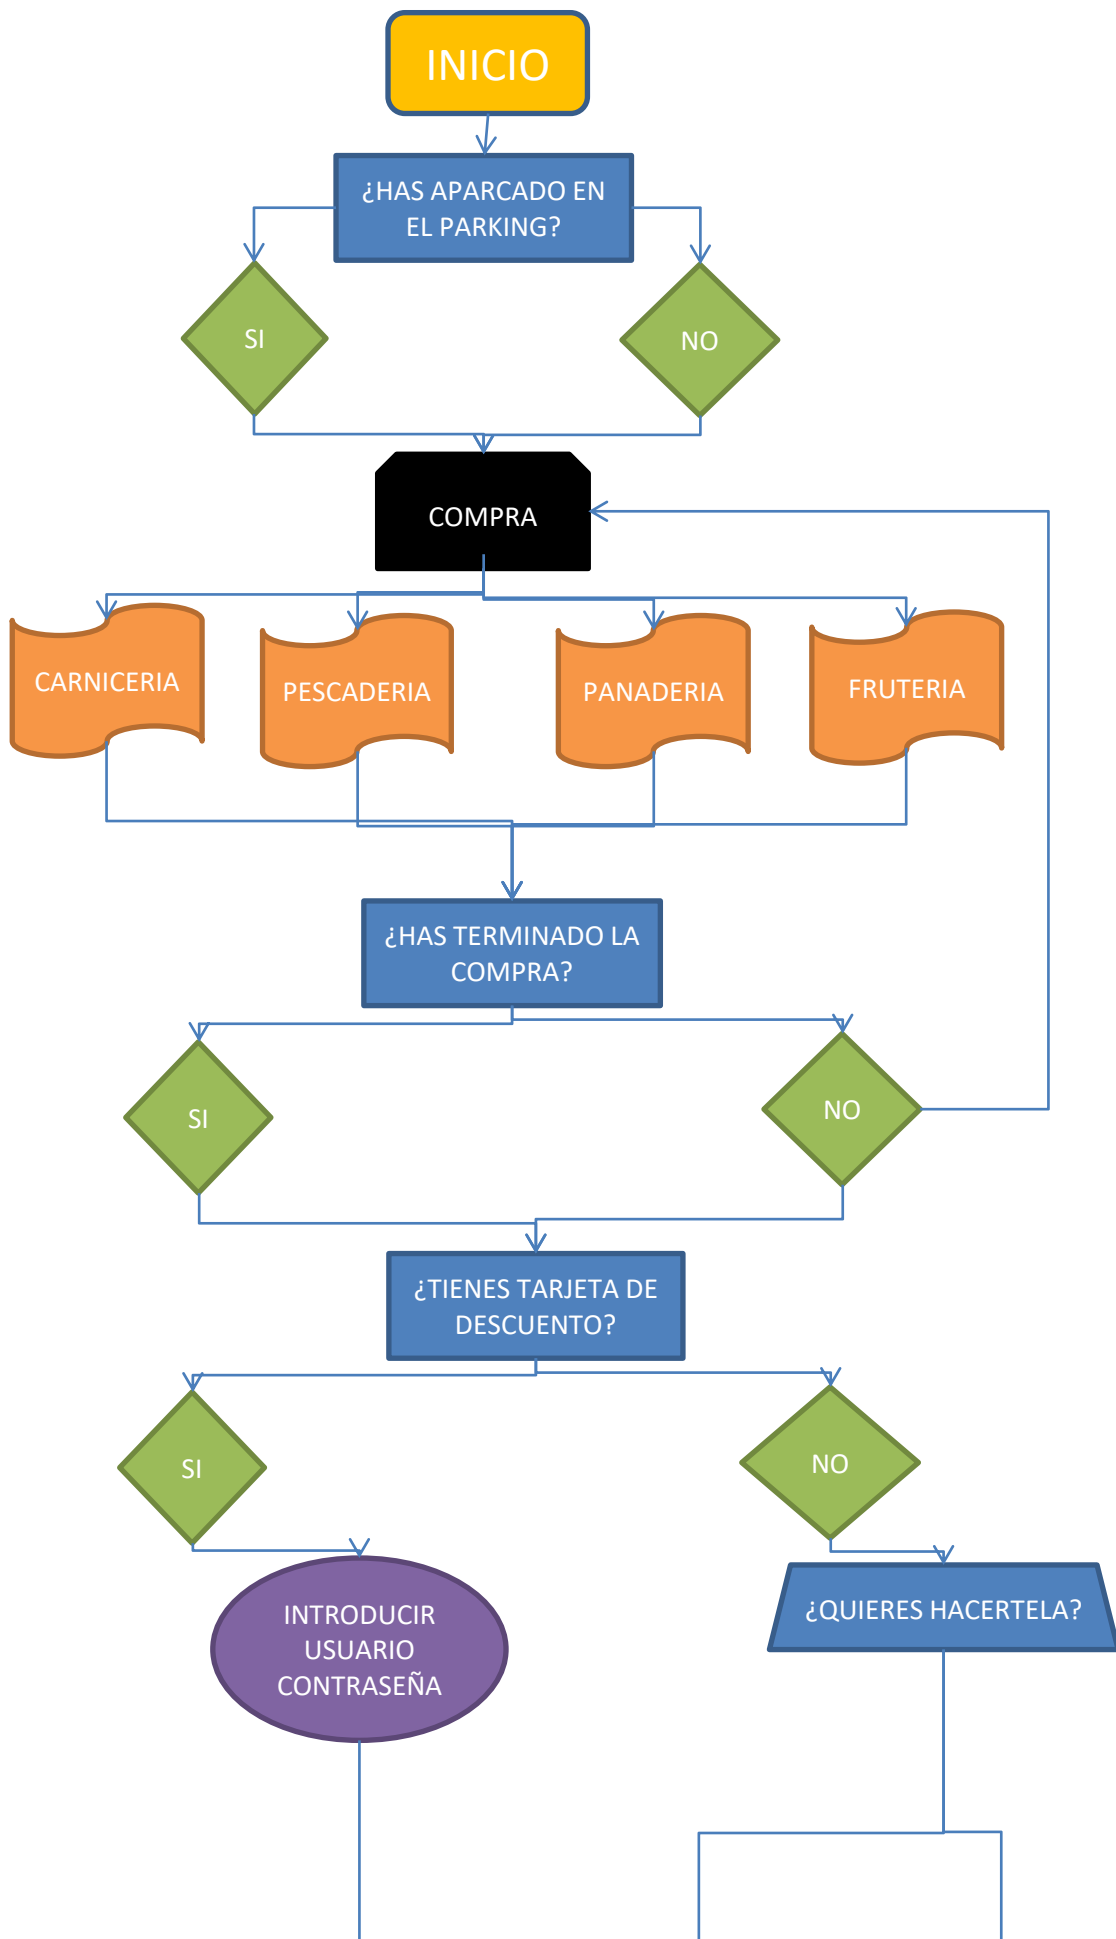 INICIO
¿HAS APARCADO EN
EL PARKING?
SI
NO
COMPRA
CARNICERIA
PESCADERIA
PANADERIA
FRUTERIA
¿HAS TERMINADO LA
COMPRA?
SI
NO
¿TIENES TARJETA DE
DESCUENTO?
SI
NO
INTRODUCIR
USUARIO
CONTRASEÑA
¿QUIERES HACERTELA?